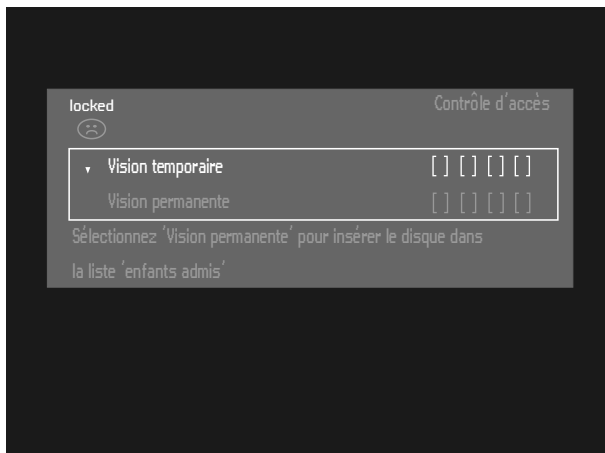 locked
Contrôle d'accès
Vision temporaire [ ] [ ] [ ] [ ]
Vision permanente [ ] [ ] [ ] [ ]
Sélectionnez 'Vision permanente' pour insérer le disque dans
la liste 'enfants admis'